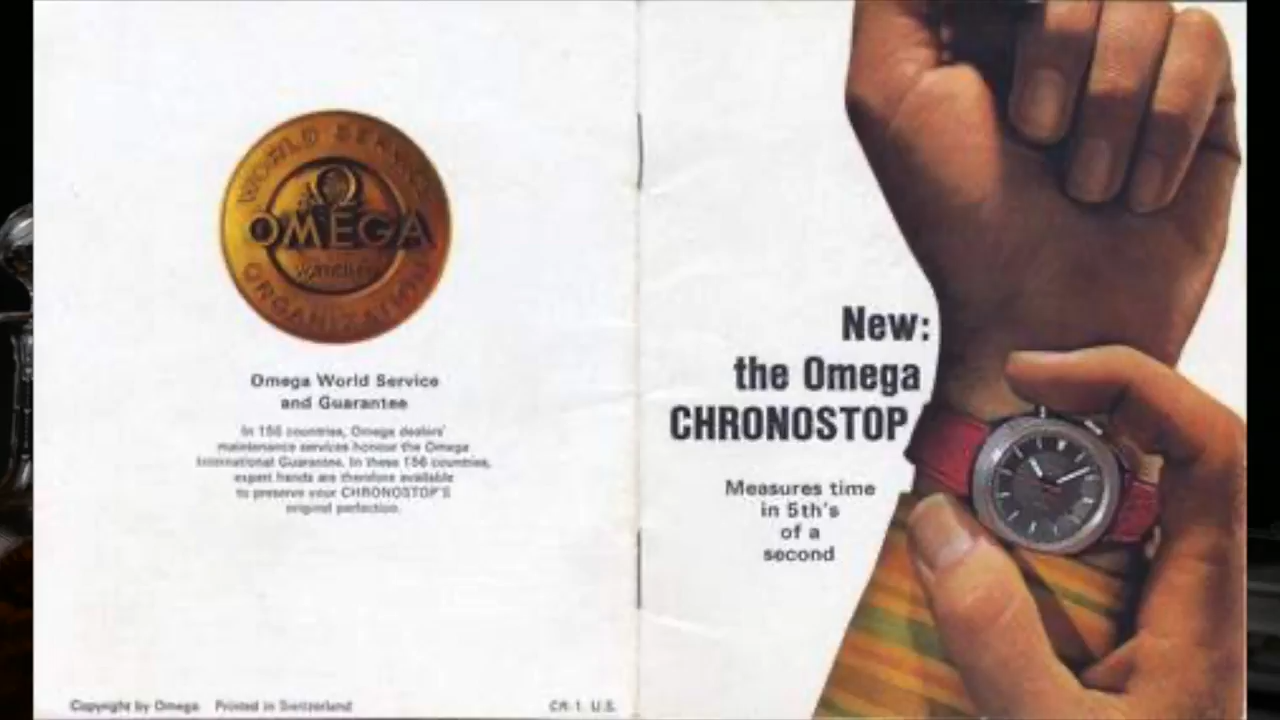 WORLD SERVICE
Ω
OMEGA
WATCHES
ORGANIZATION
Omega World Service
and Guarantee
In 156 countries, Omega dealers'
maintenance services honour the Omega
International Guarantee. In these 156 countries,
expert hands are therefore available
to preserve your CHRONOSTOP'S
original perfection.
Copyright by Omega Printed in Switzerland
CR-1 U.S.
New:
the Omega
CHRONOSTOP
Measures time
in 5th's
of a
second